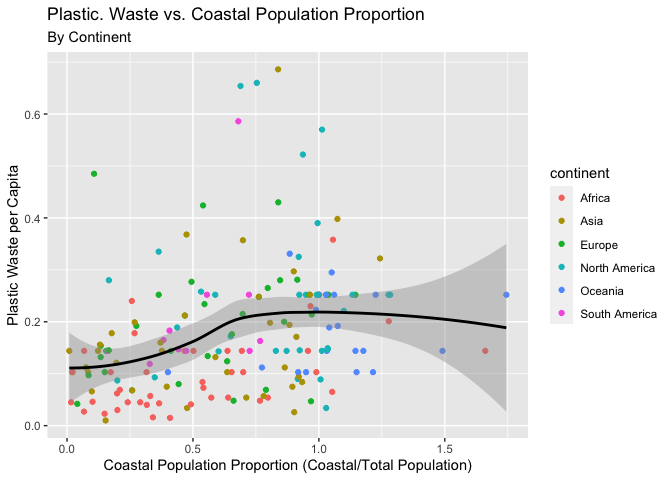 Plastic. Waste vs. Coastal Population Proportion
By Continent
Plastic Waste per Capita
0.6
0.4
0.2
0.0
0.0 0.5 1.0 1.5
Coastal Population Proportion (Coastal/Total Population)
continent
Africa
Asia
Europe
North America
Oceania
South America